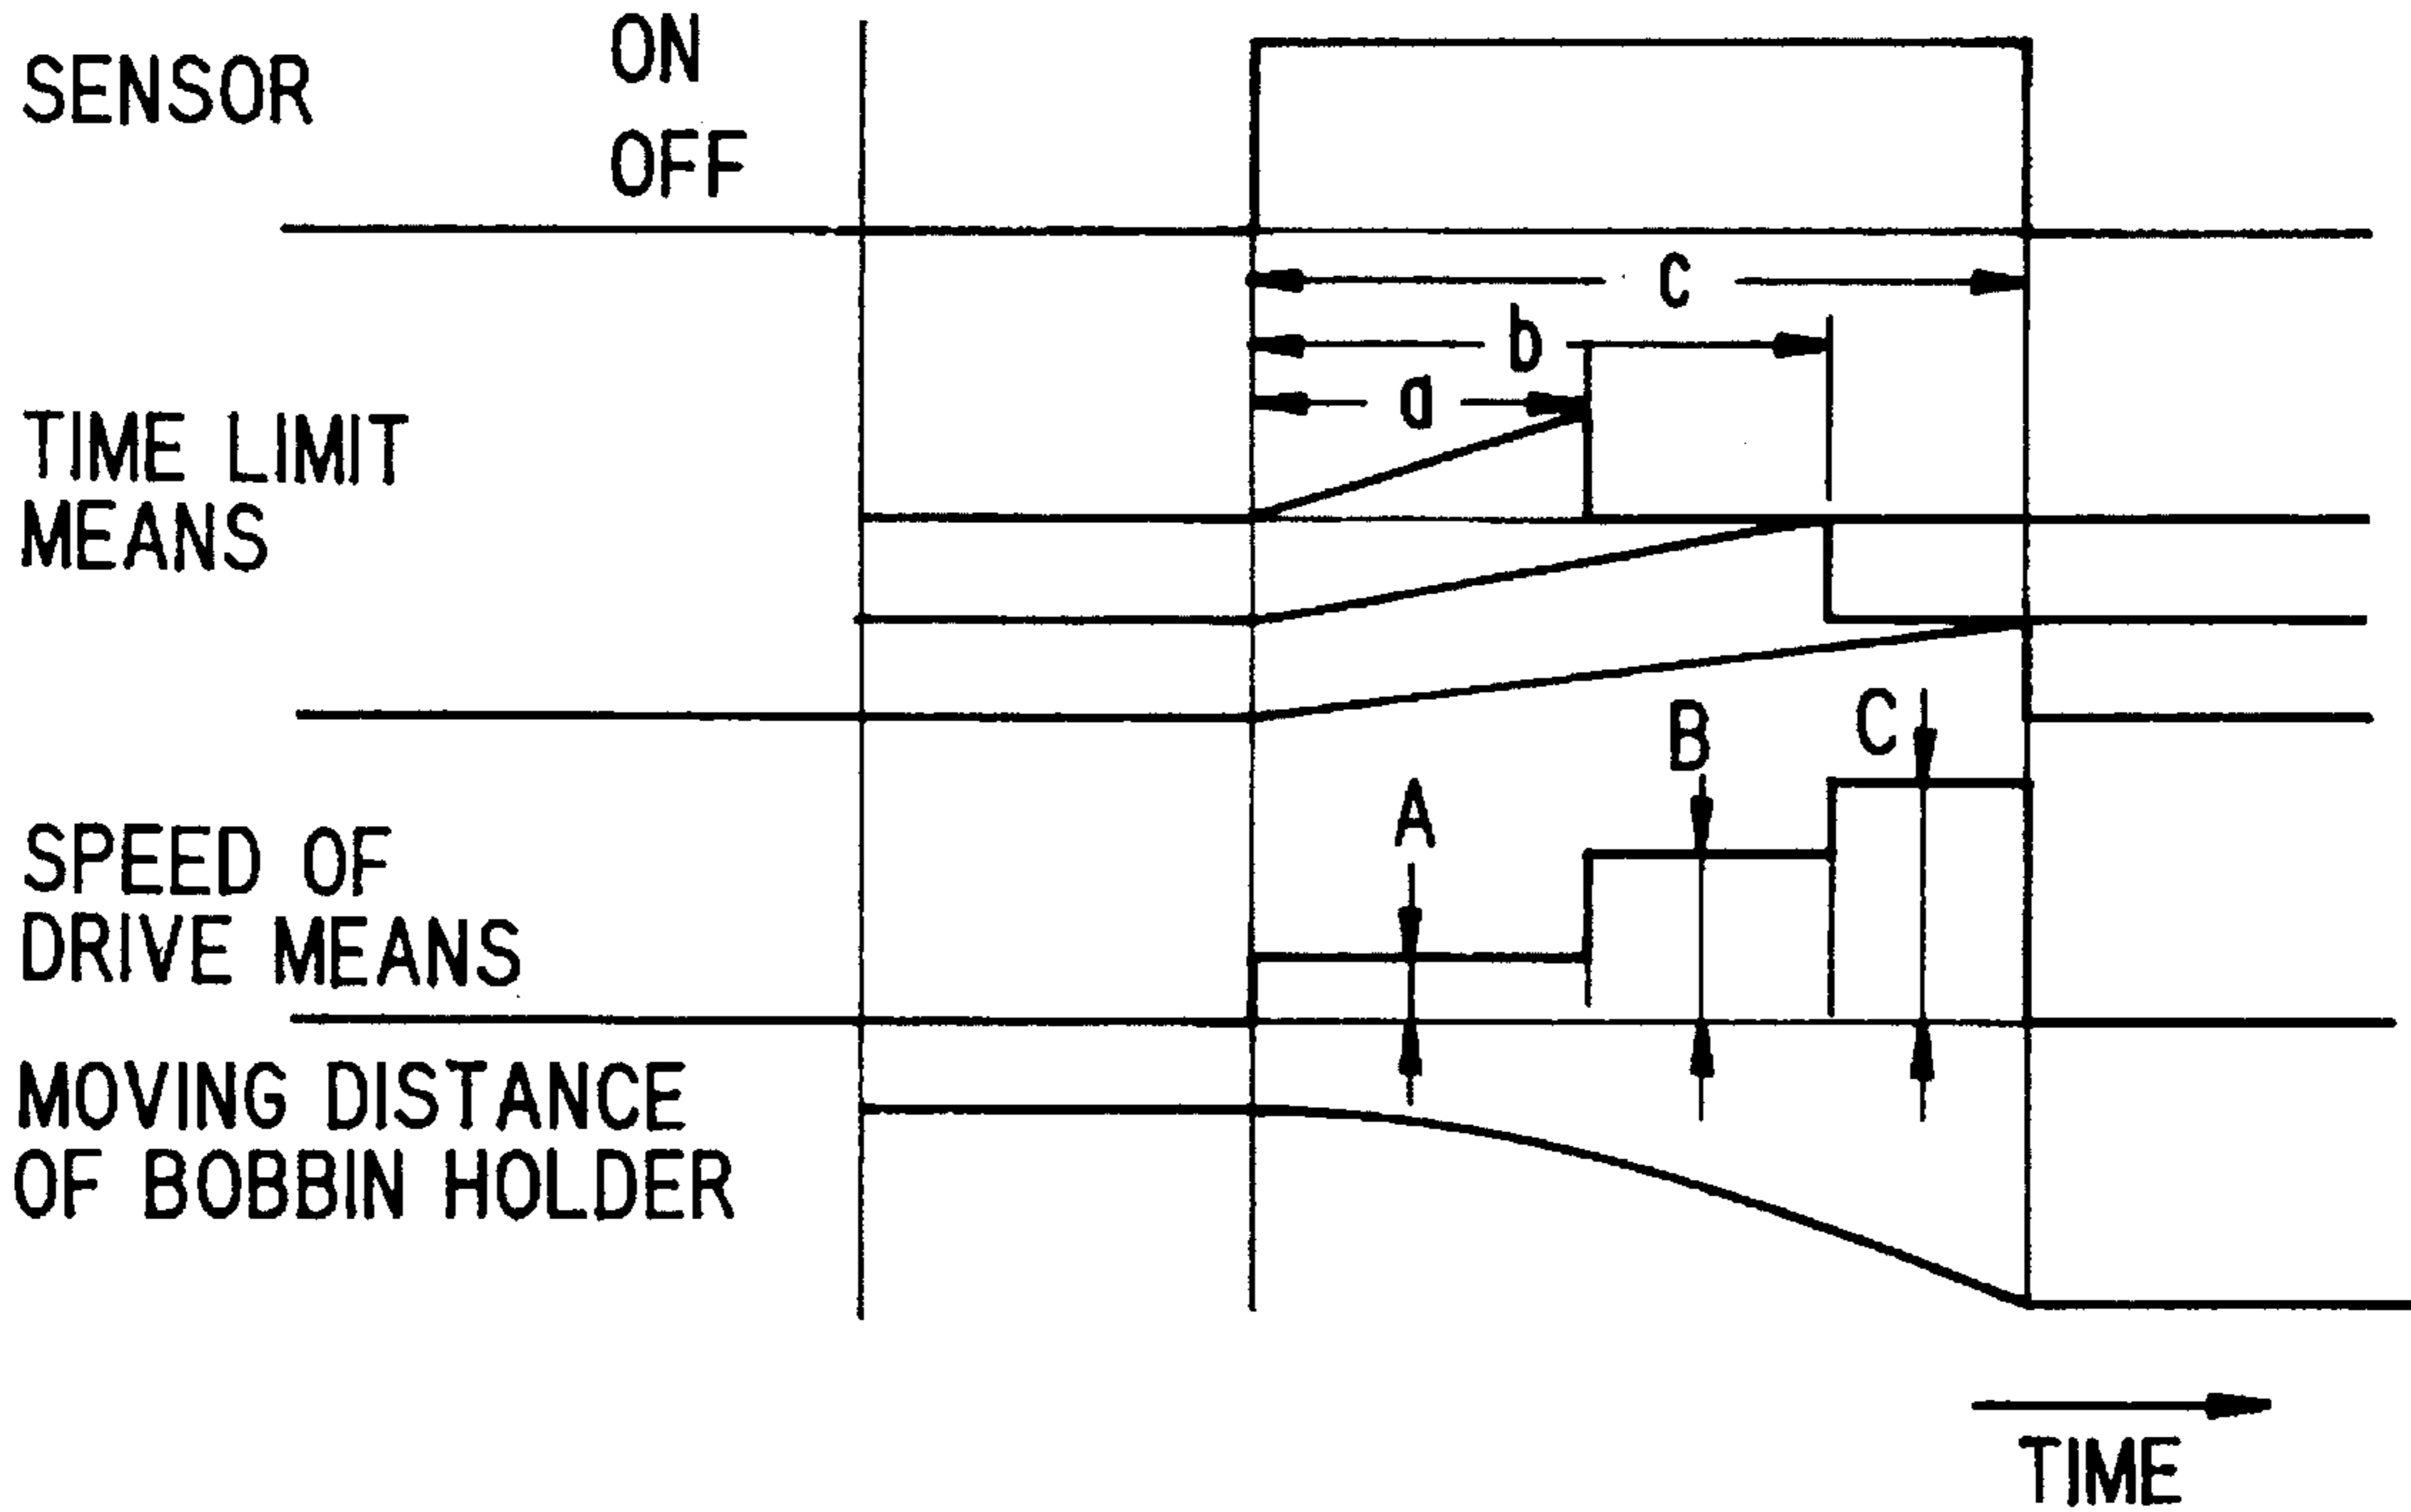 SENSOR
ON
OFF
c
b
a
TIME LIMIT
MEANS
A
B
C
SPEED OF
DRIVE MEANS
MOVING DISTANCE
OF BOBBIN HOLDER
TIME